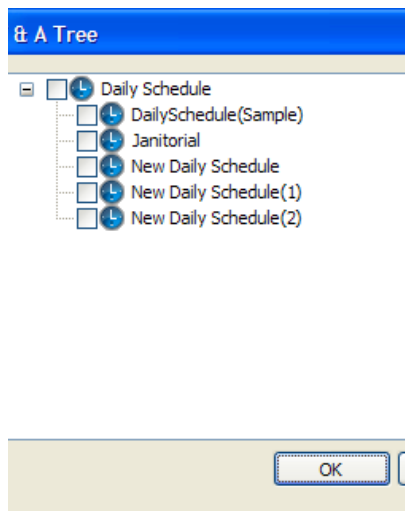 & A Tree
Daily Schedule
DailySchedule(Sample)
Janitorial
New Daily Schedule
New Daily Schedule(1)
New Daily Schedule(2)
OK